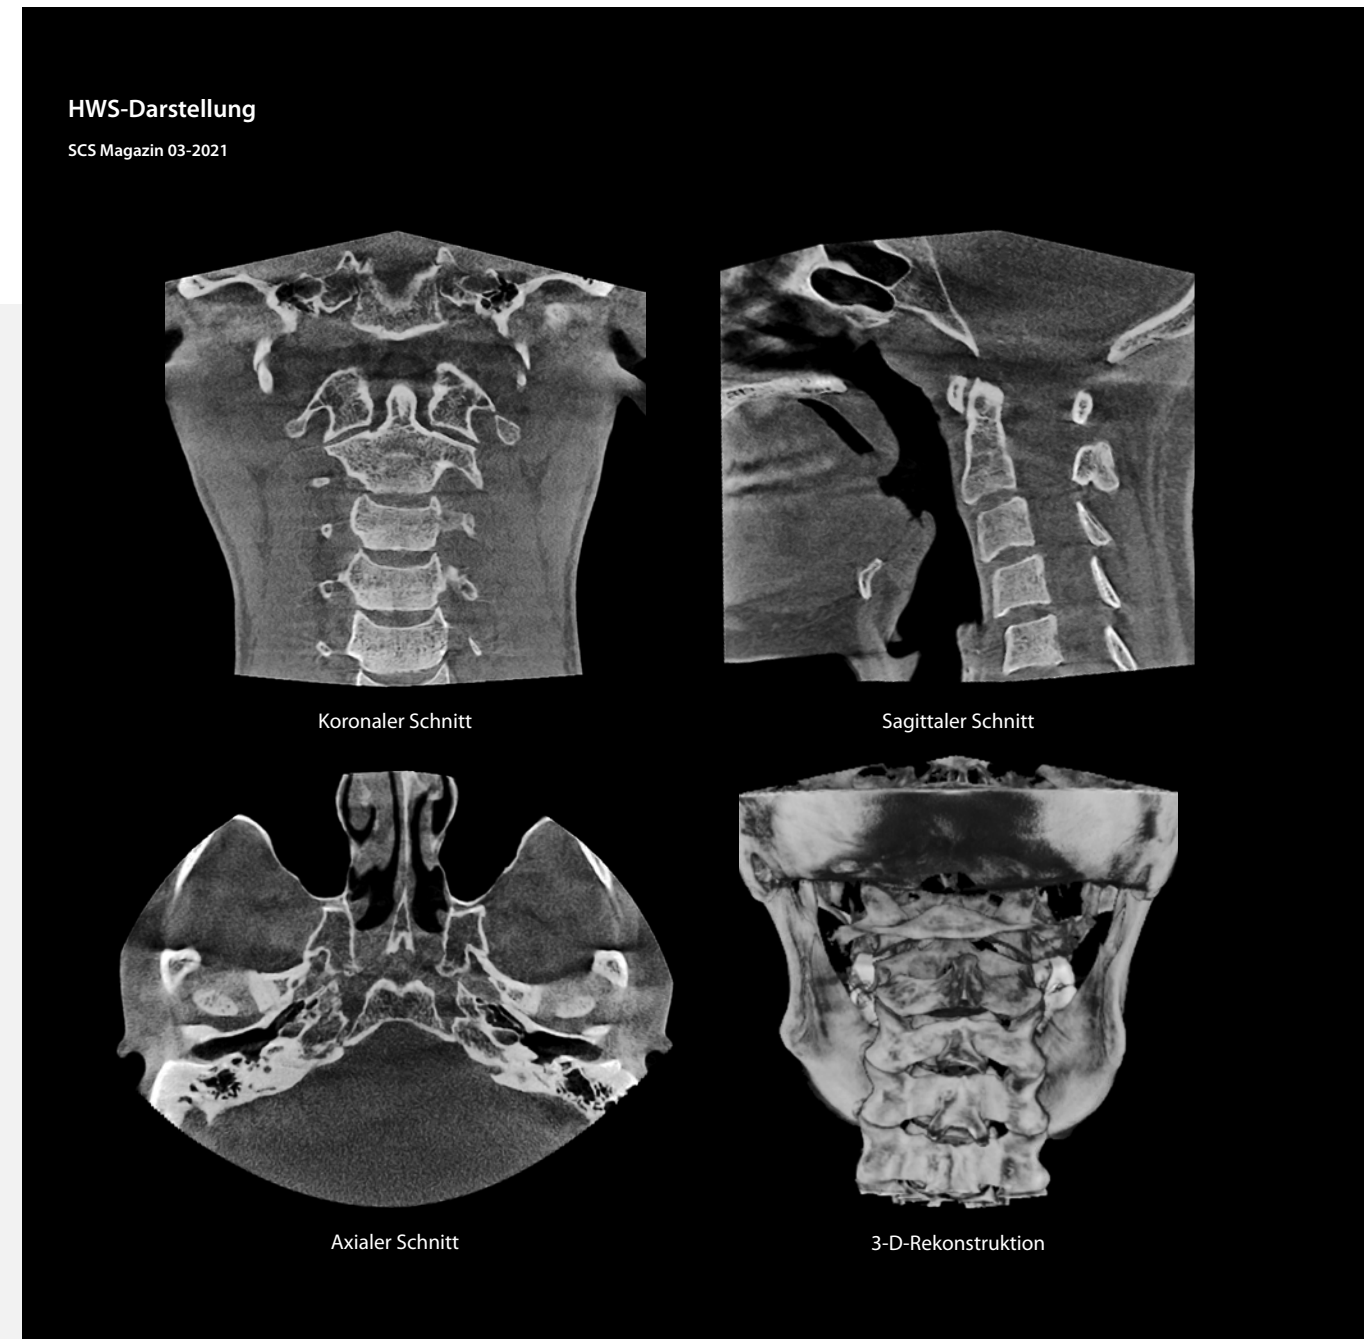 HWS-Darstellung
SCS Magazin 03-2021
Koronaler Schnitt
Sagittaler Schnitt
Axialer Schnitt
3-D-Rekonstruktion